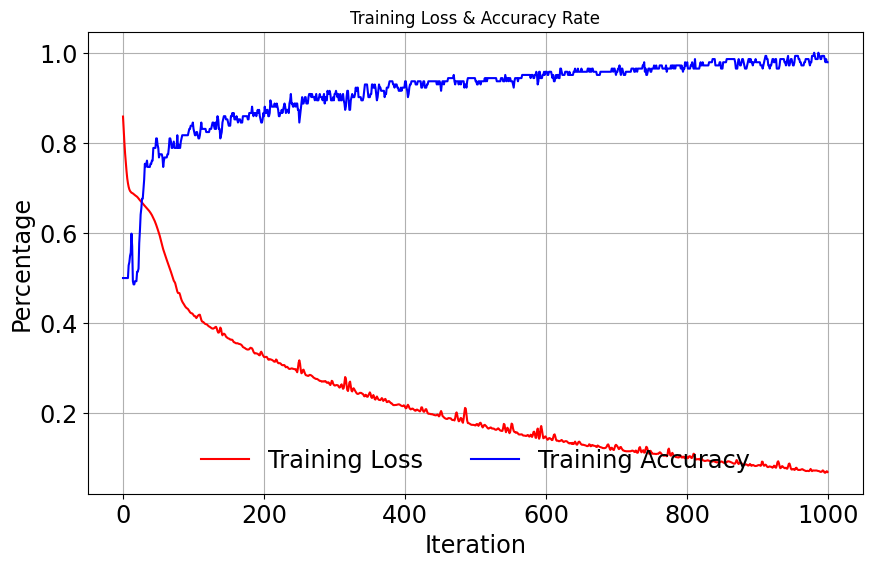 Training Loss & Accuracy Rate
1.0
0.8
0.6
0.4
0.2
Percentage
Training Loss Training Accuracy
0 200 400 600 800 1000
Iteration